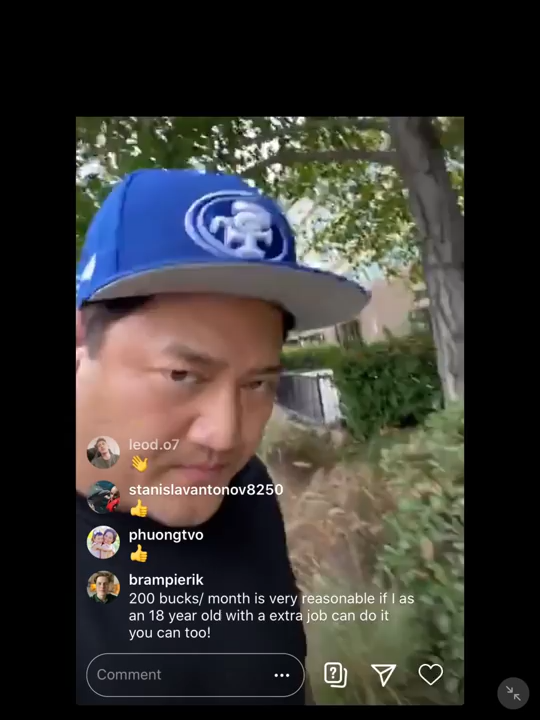 leod.o7
👋
stanislavantonov8250
👍
phuongtvo
👍
brampierik
200 bucks/ month is very reasonable if I as
an 18 year old with a extra job can do it
you can too!
Comment